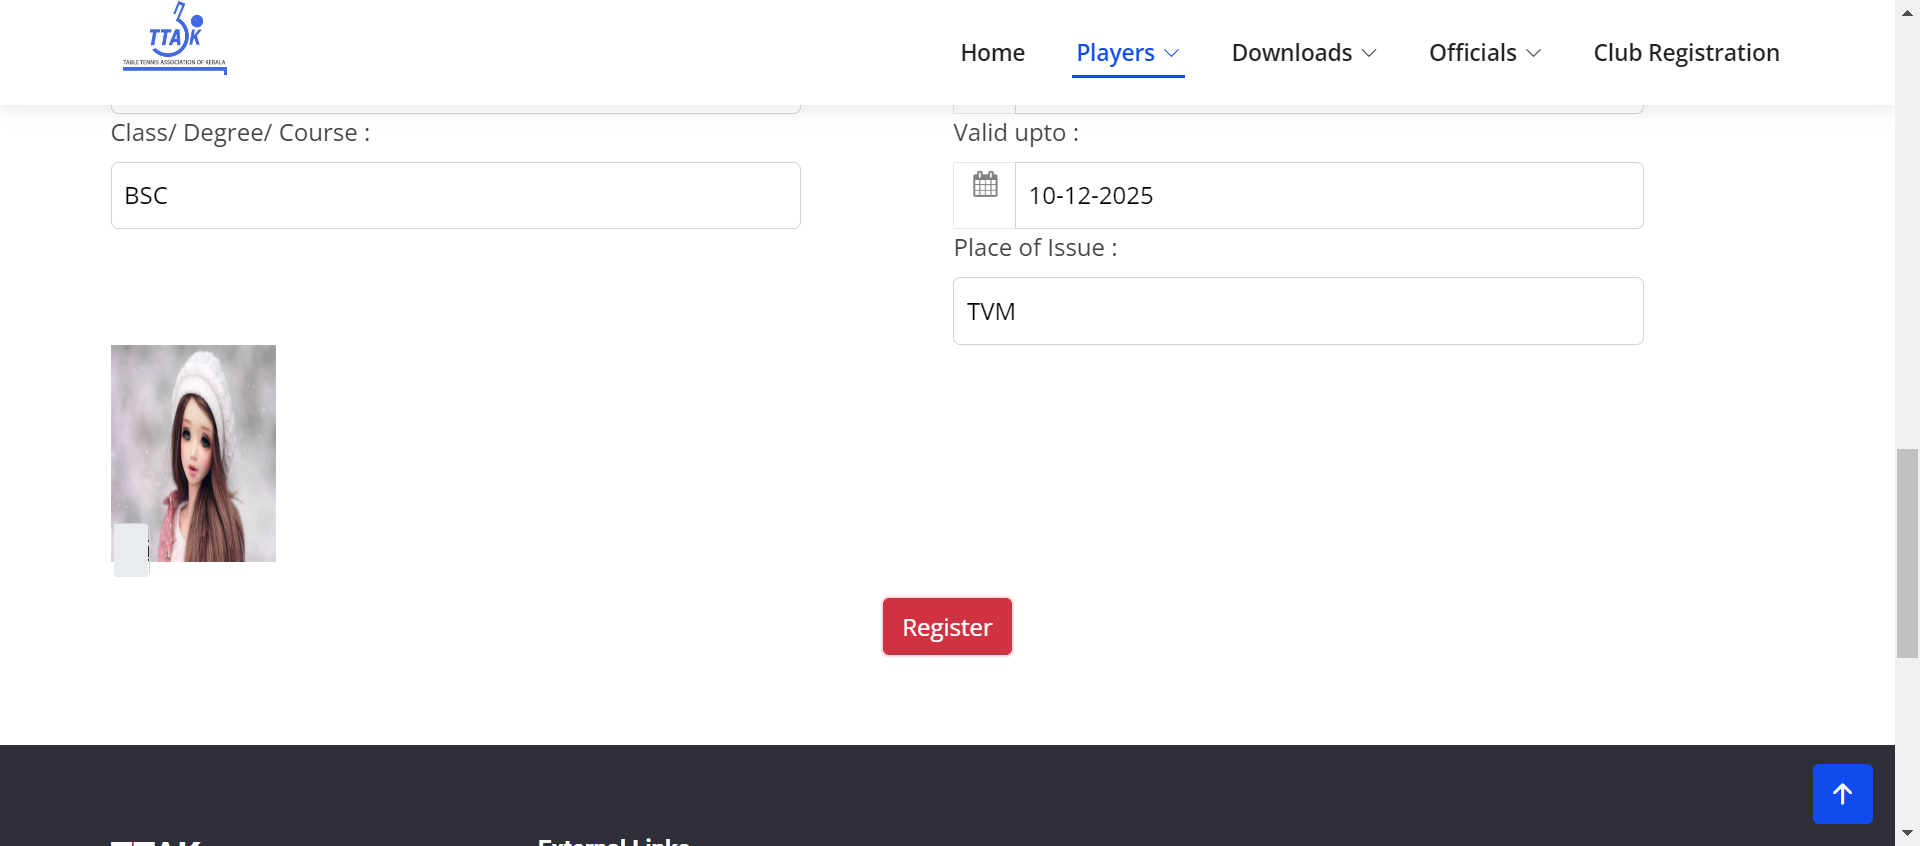 TTAK
TABLE TENNIS ASSOCIATION OF KERALA
Home
Players
Downloads
Officials
Club Registration
Class/ Degree/ Course :
BSC
Valid upto :
10-12-2025
Place of Issue :
TVM
Register
TTAK
External Links